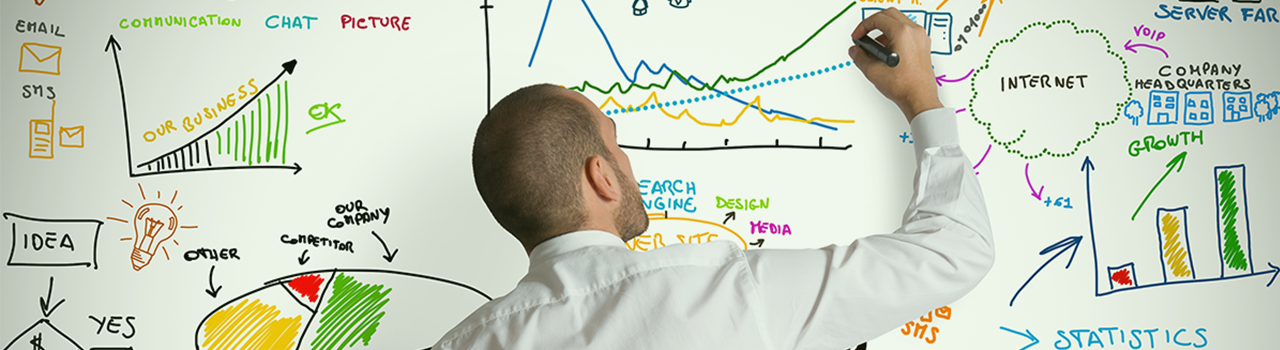 EMAIL
SMS
COMMUNICATION CHAT PICTURE
OUR BUSINESS
OK
IDEA
YES
$
OTHER
COMPETITOR
OUR
COMPANY
EARCH
NGINE
DESIGN
MEDIA
SITE
SMS
INTERNET
VOIP
SERVER FAR
COMPANY
HEADQUARTERS
GROWTH
STATISTICS